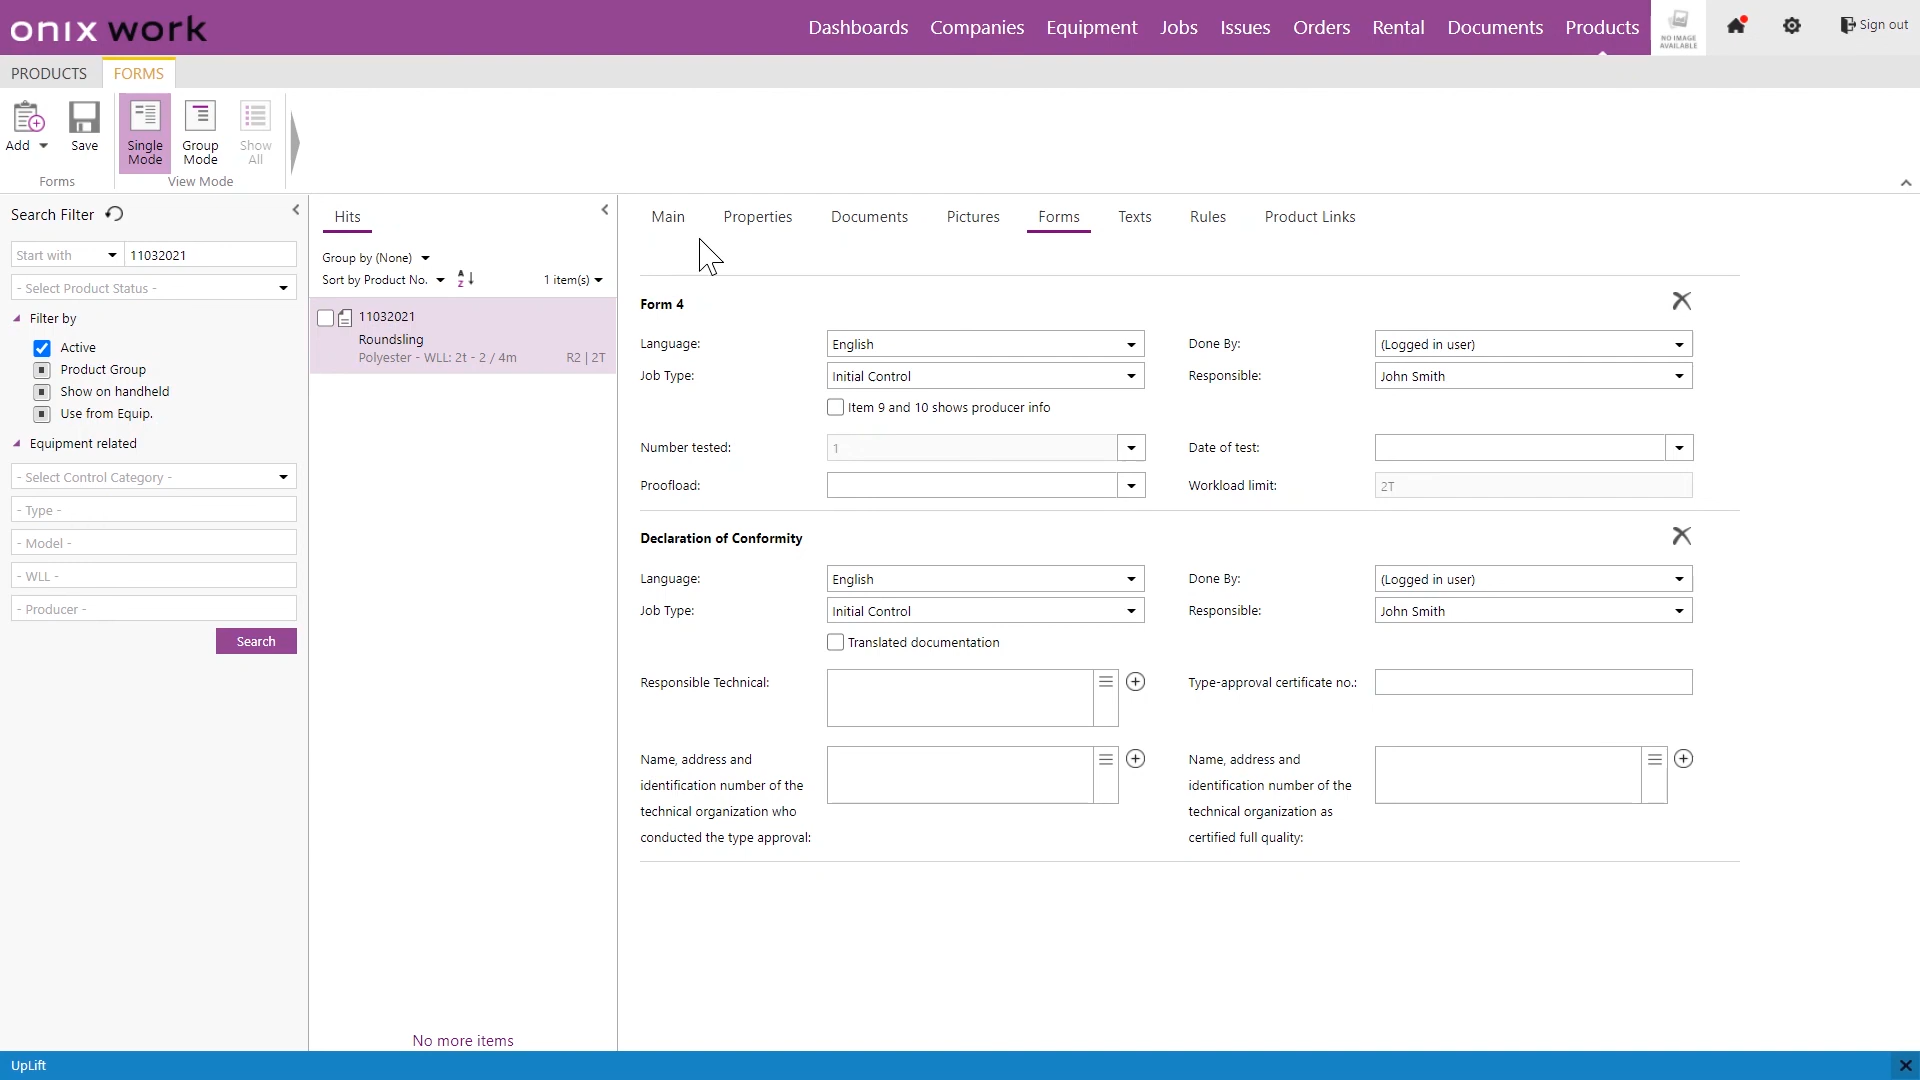 onix work
Dashboards Companies Equipment Jobs Issues Orders Rental Documents Products
NO IMAGE
AVAILABLE
Sign out
PRODUCTS FORMS
Add Save Single Mode Group Mode Show All
Forms View Mode
Search Filter
Start with 11032021
- Select Product Status -
Filter by
Active
Product Group
Show on handheld
Use from Equip.
Equipment related
- Select Control Category -
- Type -
- Model -
- WLL -
- Producer -
Search
Hits
Group by (None)
Sort by Product No. A Z 1 item(s)
11032021
Roundsling
Polyester - WLL: 2t - 2 / 4m R2 | 2T
No more items
Main Properties Documents Pictures Forms Texts Rules Product Links
Form 4
Language: English Done By: (Logged in user)
Job Type: Initial Control Responsible: John Smith
Item 9 and 10 shows producer info
Number tested: 1 Date of test:
Proofload: Workload limit: 2T
Declaration of Conformity
Language: English Done By: (Logged in user)
Job Type: Initial Control Responsible: John Smith
Translated documentation
Responsible Technical: Type-approval certificate no.:
Name, address and
identification number of the
technical organization who
conducted the type approval:
Name, address and
identification number of the
technical organization as
certified full quality:
UpLift